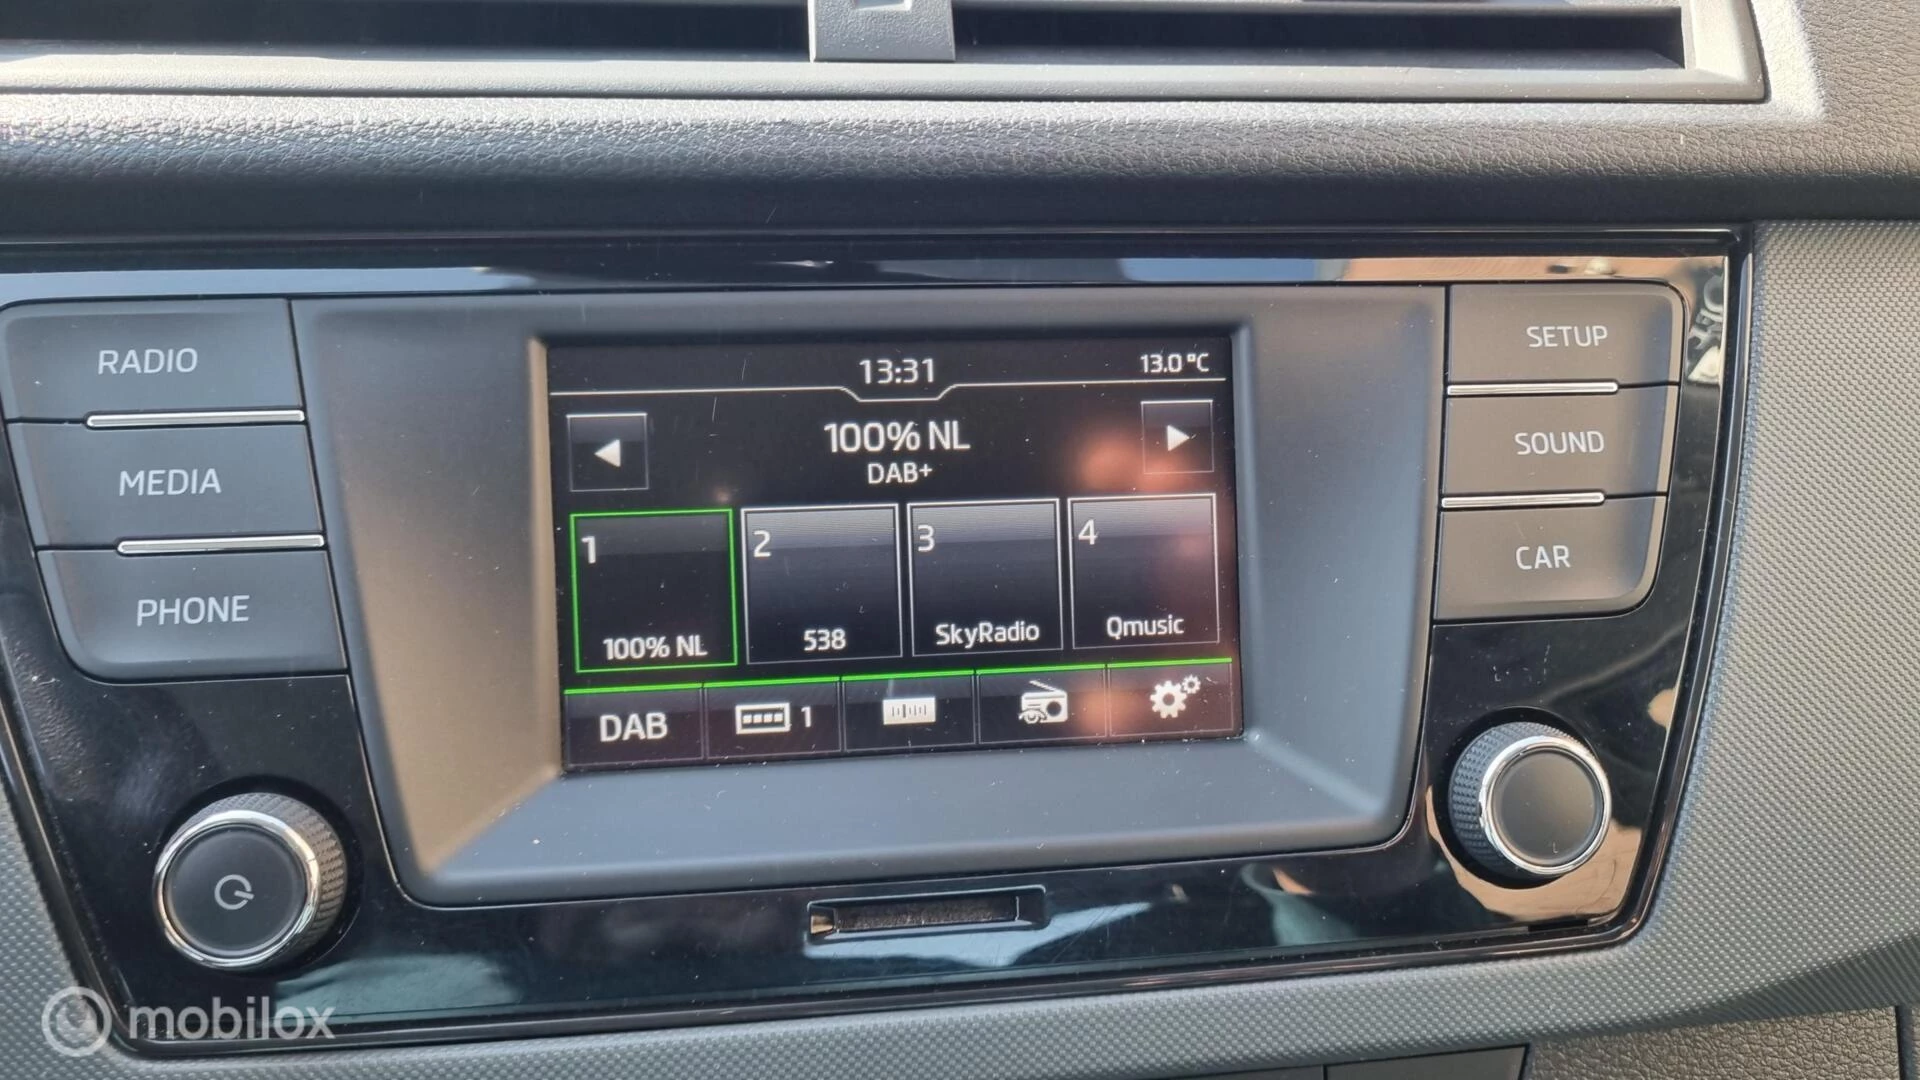 RADIO
MEDIA
PHONE
13:31
13.0 °C
100% NL
DAB+
1
100% NL
2
538
3
SkyRadio
4
Qmusic
DAB
1
SETUP
SOUND
CAR
mobilox